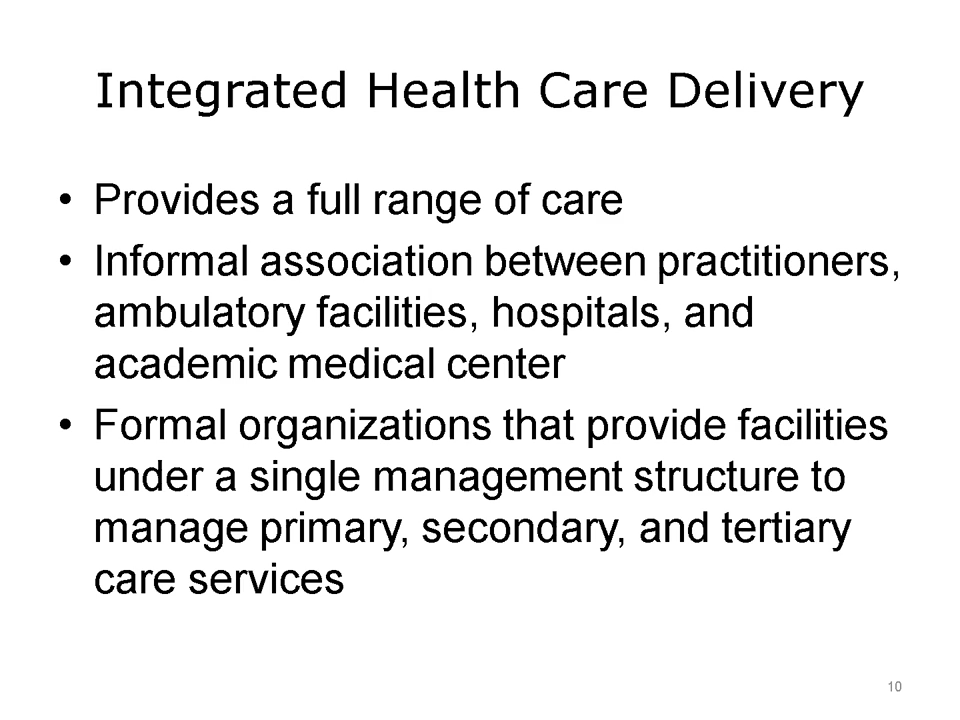 Integrated Health Care Delivery
• Provides a full range of care
• Informal association between practitioners,
ambulatory facilities, hospitals, and
academic medical center
• Formal organizations that provide facilities
under a single management structure to
manage primary, secondary, and tertiary
care services
10